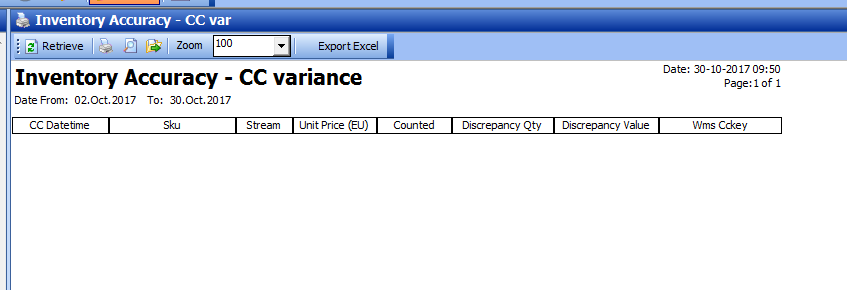 Inventory Accuracy - CC var
Retrieve Zoom 100 Export Excel
Inventory Accuracy - CC variance
Date: 30-10-2017 09:50
Page:1 of 1
Date From: 02.Oct.2017 To: 30.Oct.2017
CC Datetime Sku Stream Unit Price (EU) Counted Discrepancy Qty Discrepancy Value Wms Cckey